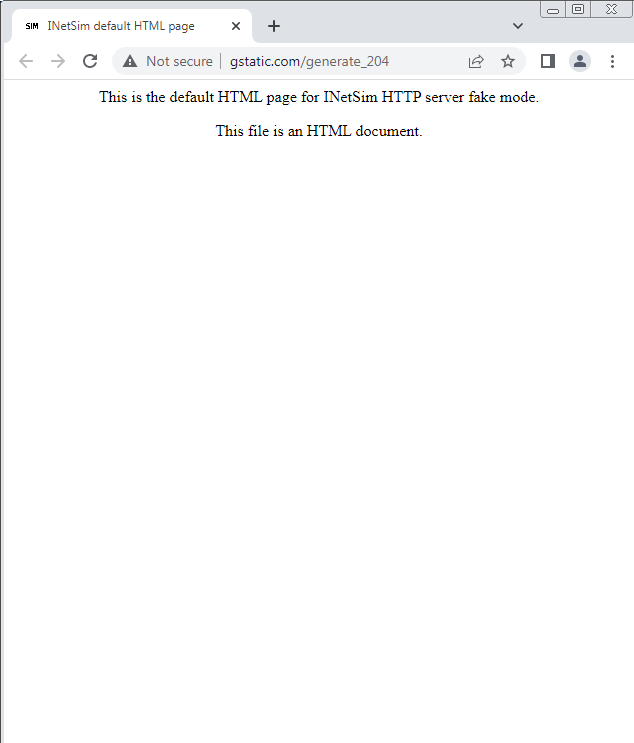 SIM INetSim default HTML page
Not secure gstatic.com/generate_204
This is the default HTML page for INetSim HTTP server fake mode.
This file is an HTML document.